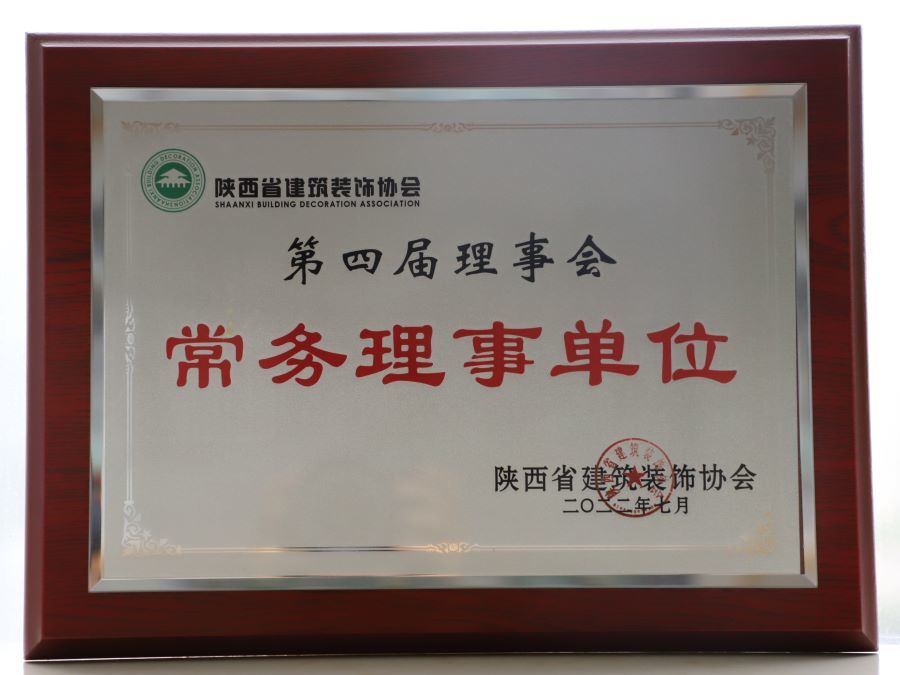 陕西省建筑装饰协会
SHAANXI BUILDING DECORATION ASSOCIATION
第四届理事会
常务理事单位
陕西省建筑装饰协会
二〇二二年七月